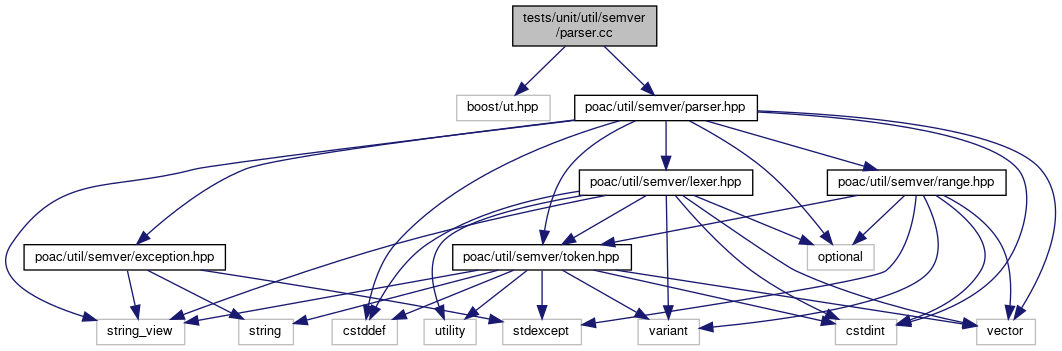 tests/unit/util/semver
/parser.cc
boost/ut.hpp
poac/util/semver/parser.hpp
poac/util/semver/lexer.hpp
poac/util/semver/range.hpp
poac/util/semver/exception.hpp
poac/util/semver/token.hpp
optional
string_view
string
cstddef
utility
stdexcept
variant
cstdint
vector